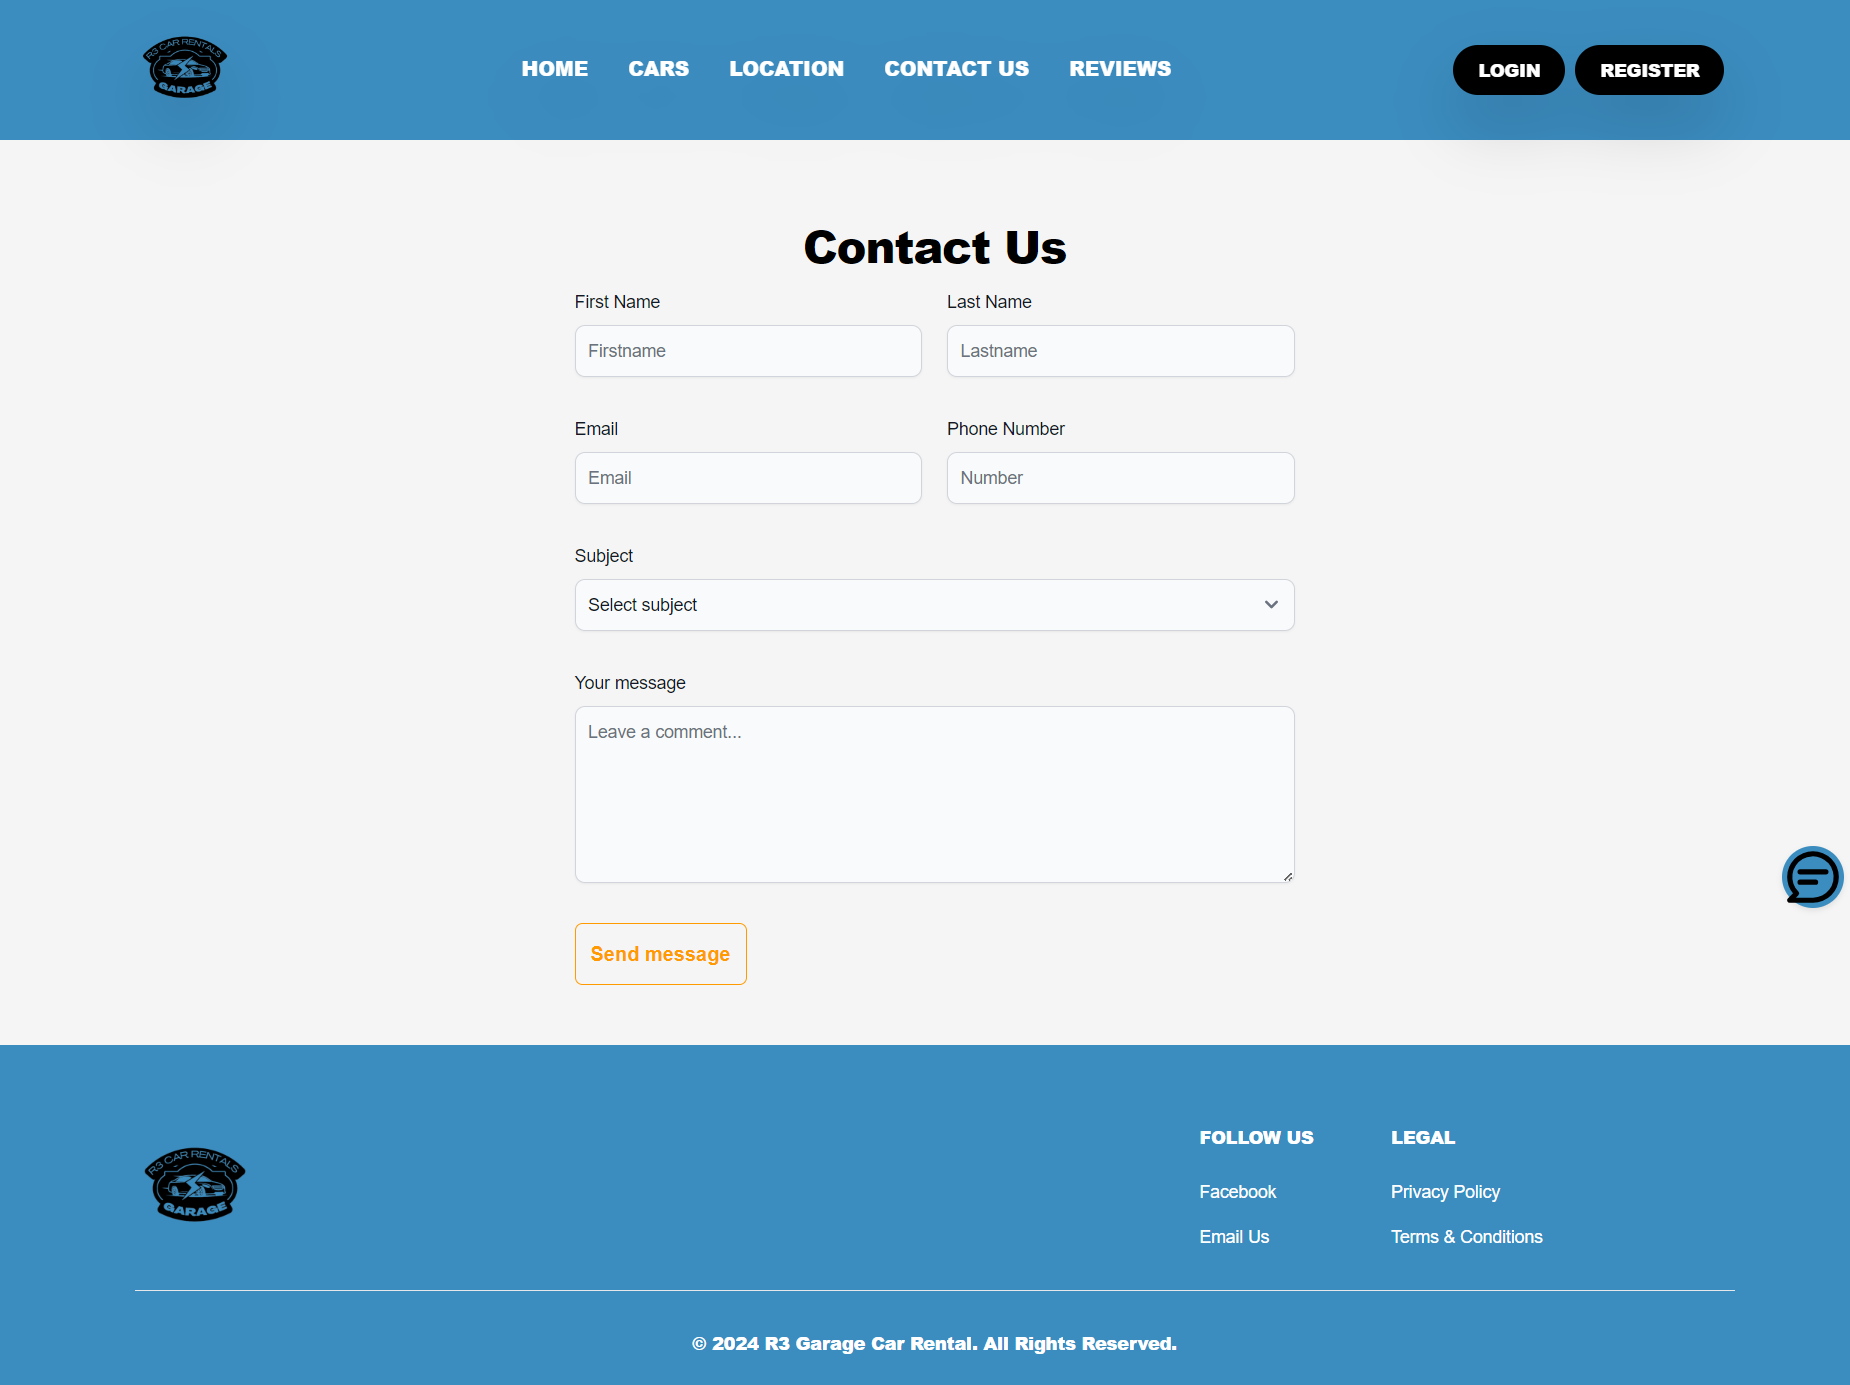 R3 CAR RENTALS
GARAGE
HOME CARS LOCATION CONTACT US REVIEWS
LOGIN REGISTER
Contact Us
First Name Last Name
Firstname Lastname
Email Phone Number
Email Number
Subject
Select subject
Your message
Leave a comment...
Send message
FOLLOW US LEGAL
R3 CAR RENTALS
GARAGE
Facebook Privacy Policy
Email Us Terms & Conditions
© 2024 R3 Garage Car Rental. All Rights Reserved.